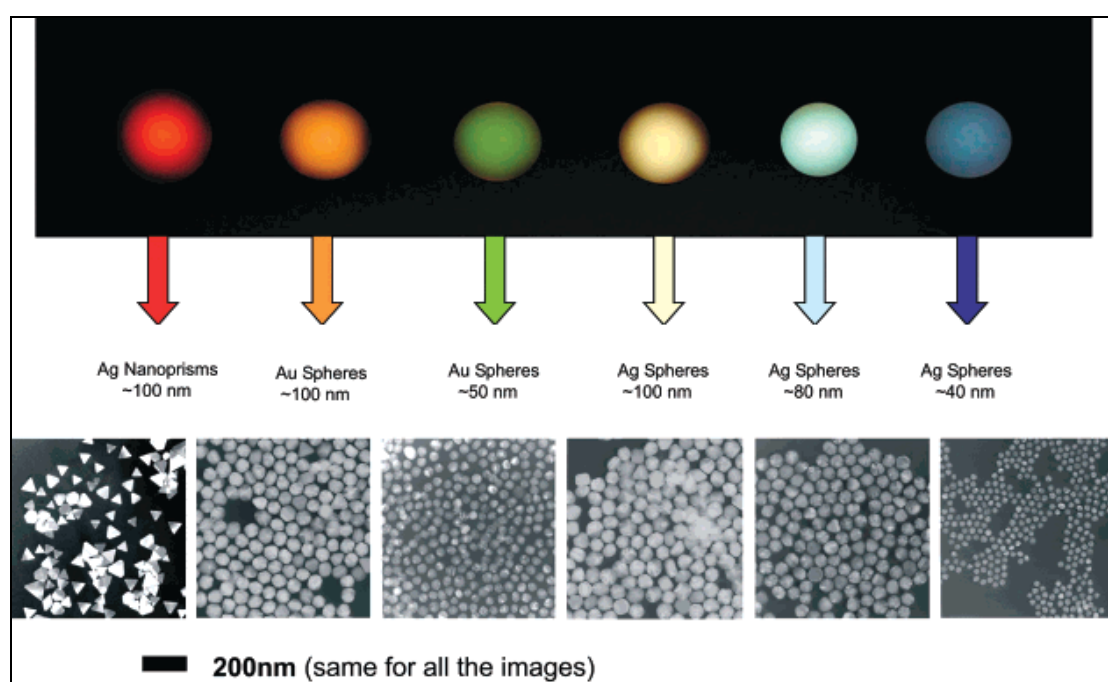 Ag Nanoprisms
~100 nm
Au Spheres
~100 nm
Au Spheres
~50 nm
Ag Spheres
~100 nm
Ag Spheres
~80 nm
Ag Spheres
~40 nm
200nm (same for all the images)